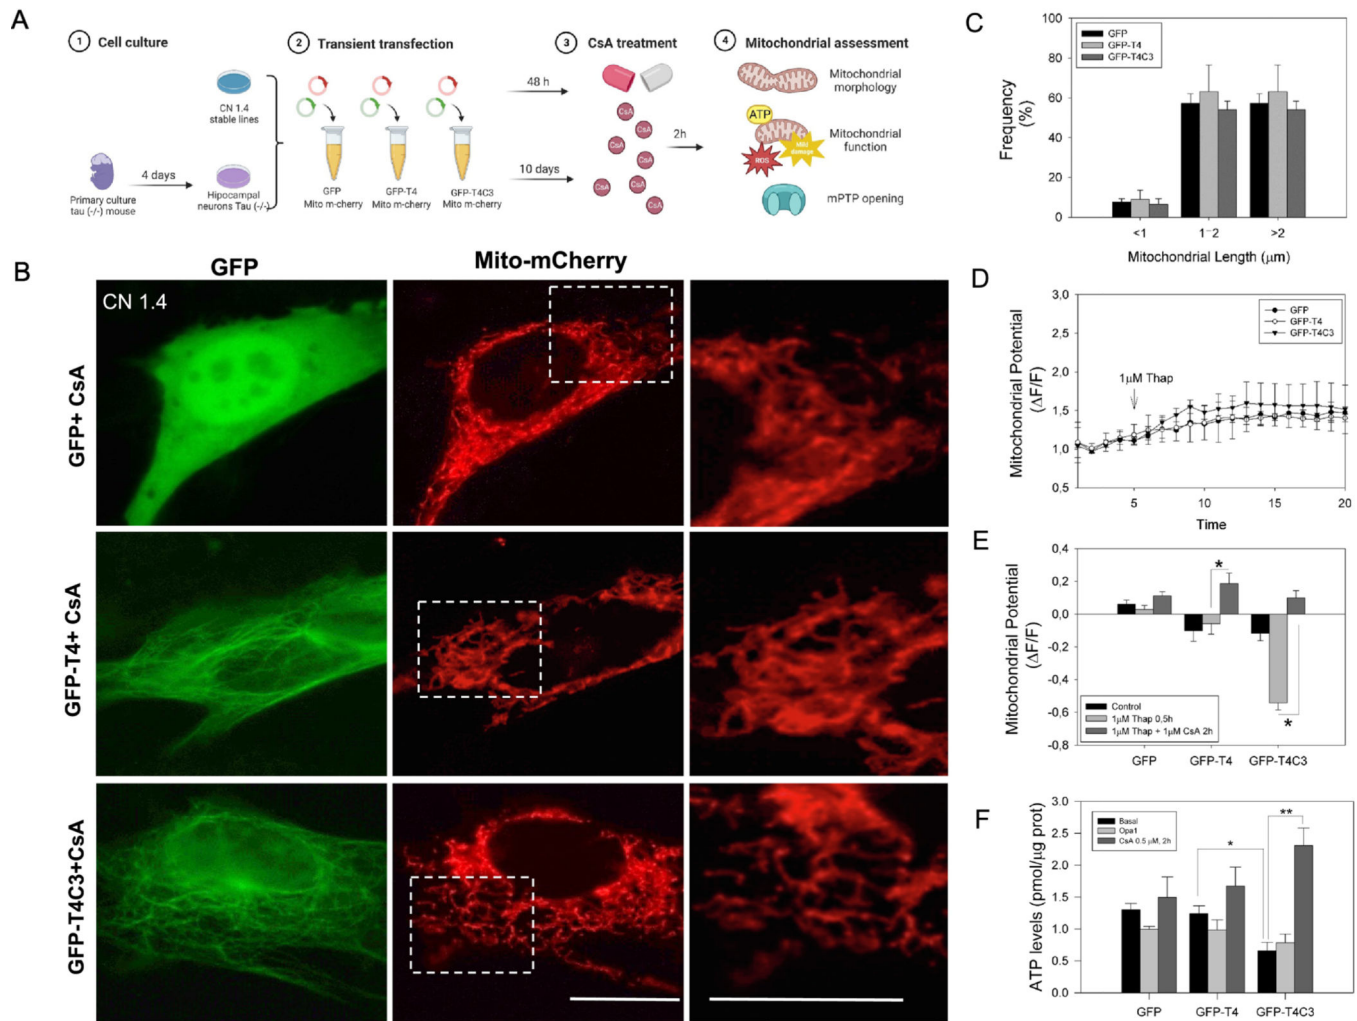 A
1 Cell culture
CN 1.4
stable lines
4 days
Primary culture
tau (-/-) mouse
Hipocampal
neurons Tau (-/-)
2 Transient transfection
GFP
Mito m-cherry
GFP-T4
Mito m-cherry
GFP-T4C3
Mito m-cherry
48 h
10 days
3 CsA treatment
CsA
CsA
CsA
CsA
CsA
CsA
CsA
CsA
2h
4 Mitochondrial assessment
Mitochondrial
morphology
ATP
ROS
damage
Mitochondrial
function
mPTP opening
B
GFP
Mito-mCherry
CN 1.4
GFP+ CsA
GFP-T4+ CsA
GFP-T4C3+CsA
C
GFP
GFP-T4
GFP-T4C3
Frequency
(%)
100
80
60
40
20
0
<1
1-2
>2
Mitochondrial Length (µm)
D
GFP
GFP-T4
GFP-T4C3
1µM Thap
Mitochondrial Potential
(ΔF/F)
3,0
2,5
2,0
1,5
1,0
0,5
5
10
15
20
Time
E
Mitochondrial Potential
(ΔF/F)
0,4
0,2
0,0
-0,2
-0,4
-0,6
-0,8
*
*
Control
1µM Thap 0,5h
1µM Thap + 1µM CsA 2h
GFP
GFP-T4
GFP-T4C3
F
ATP levels (pmol/µg prot)
3.0
2.5
2.0
1.5
1.0
0.5
0.0
Basal
Opa1
CsA 0.5 µM, 2h
*
**
GFP
GFP-T4
GFP-T4C3